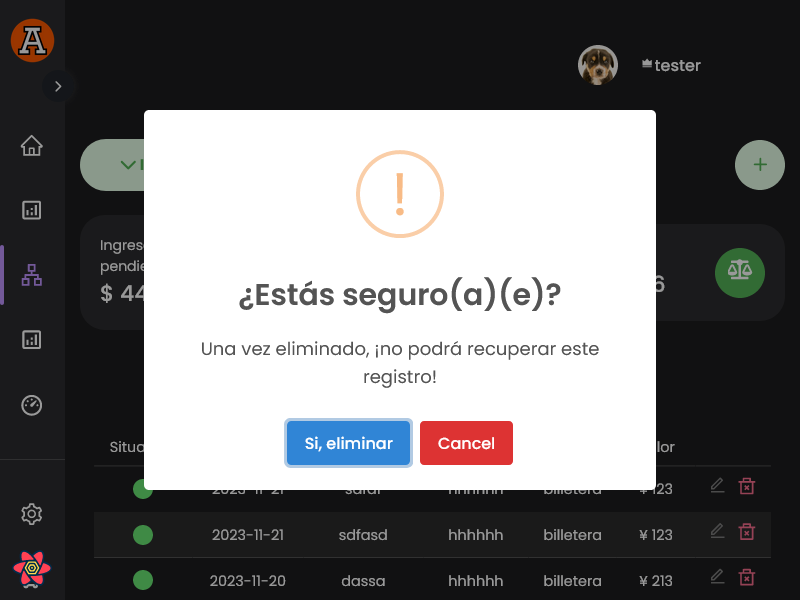 A
tester
I
Ingres
pendie
$ 44
6
¿Estás seguro(a)(e)?
Una vez eliminado, ¡no podrá recuperar este
registro!
Si, eliminar
Cancel
Situa lor
2023-11-21 hhhhhh billetera ¥ 123
2023-11-21 sdfasd hhhhhh billetera ¥ 123
2023-11-20 dassa hhhhhh billetera ¥ 213